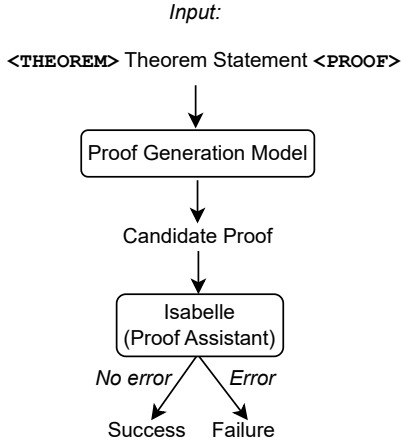 Input:
<THEOREM> Theorem Statement <PROOF>
Proof Generation Model
Candidate Proof
Isabelle
(Proof Assistant)
No error Error
Success Failure